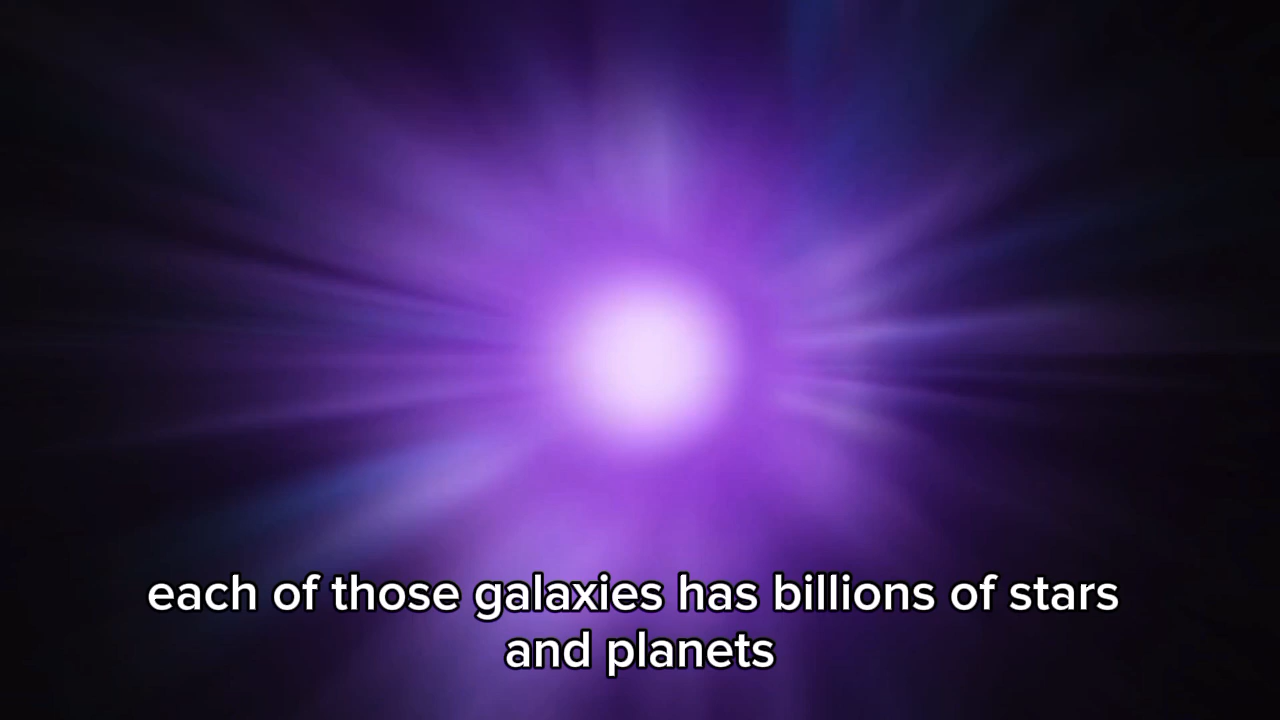 each of those galaxies has billions of stars
and planets